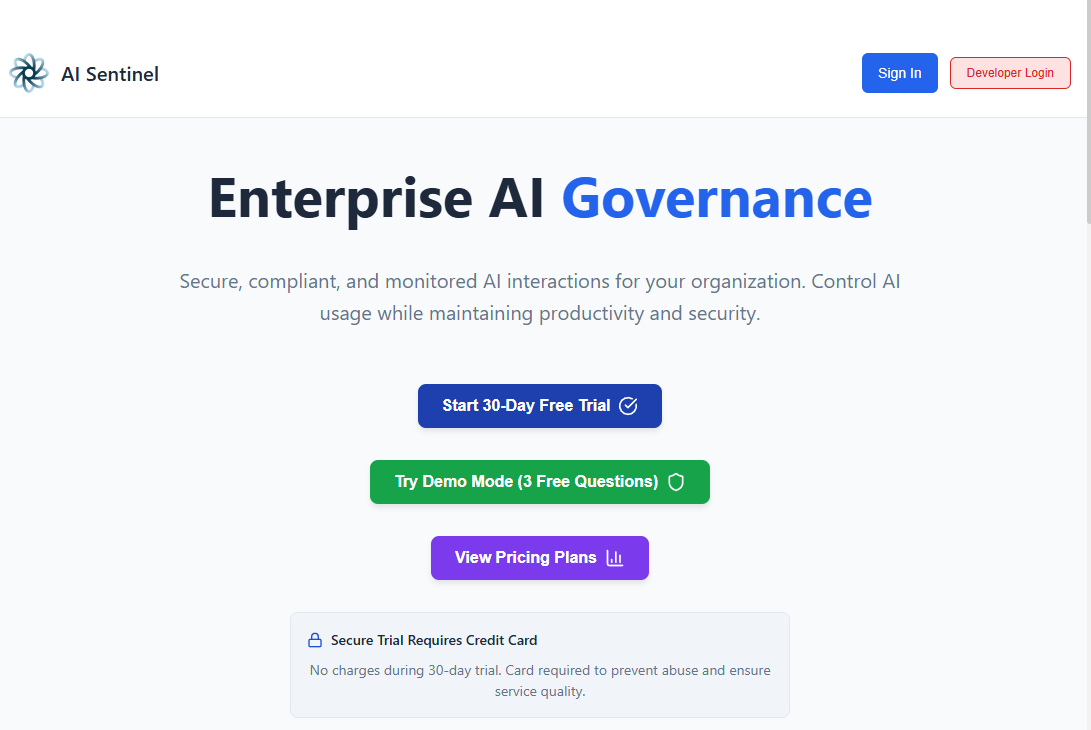 AI Sentinel
Sign In
Developer Login
Enterprise AI Governance
Secure, compliant, and monitored AI interactions for your organization. Control AI
usage while maintaining productivity and security.
Start 30-Day Free Trial
Try Demo Mode (3 Free Questions)
View Pricing Plans
Secure Trial Requires Credit Card
No charges during 30-day trial. Card required to prevent abuse and ensure
service quality.